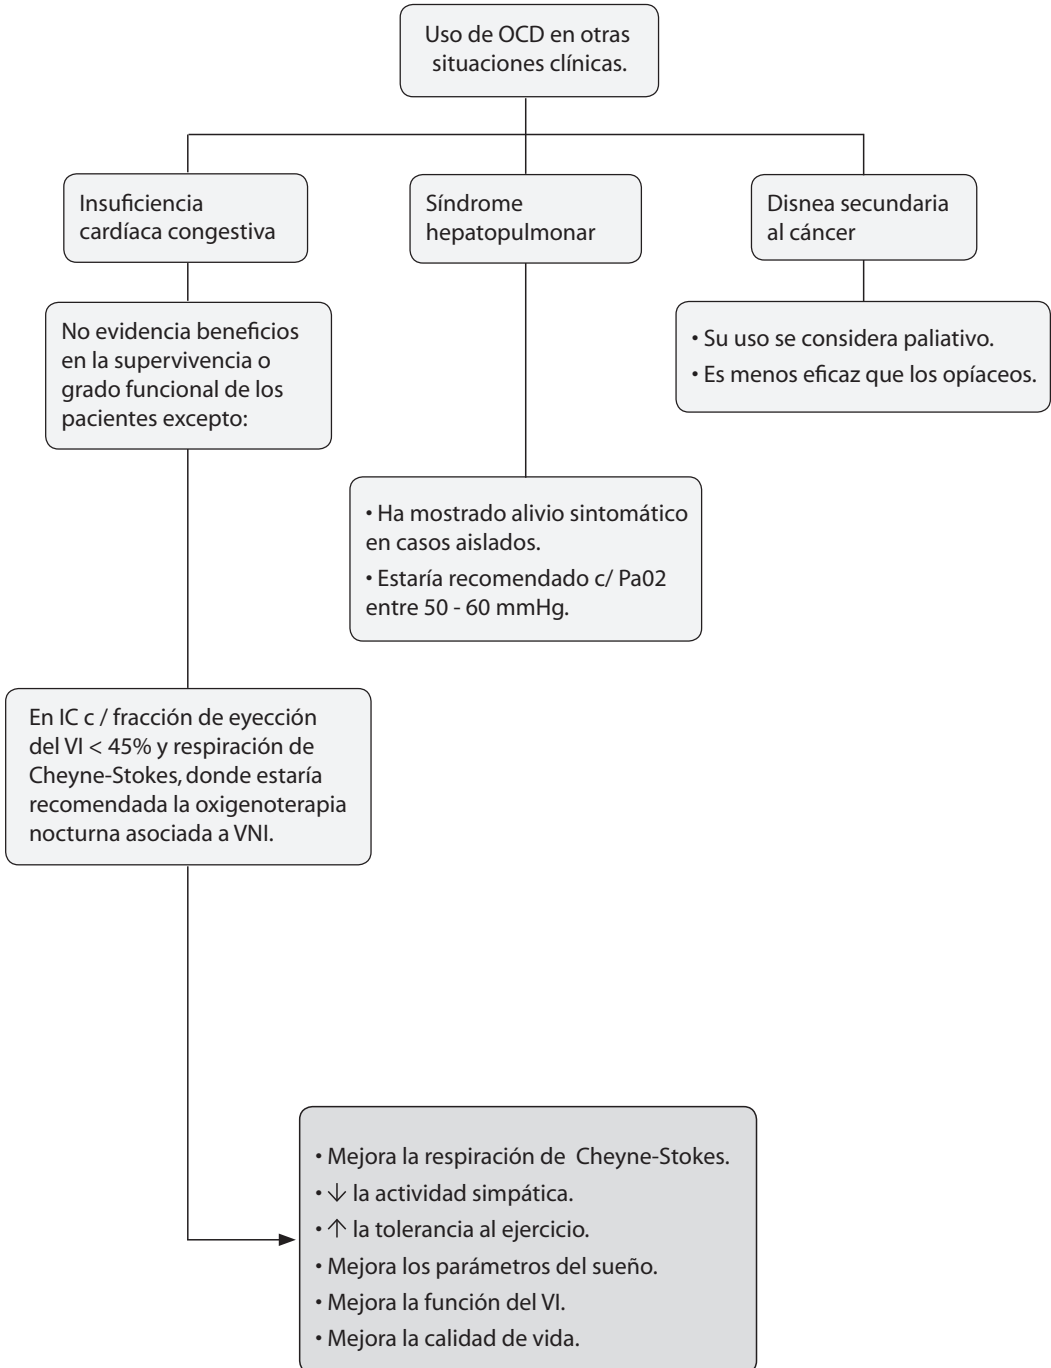 Uso de OCD en otras
situaciones clínicas.
Insuficiencia
cardíaca congestiva
Síndrome
hepatopulmonar
Disnea secundaria
al cáncer
No evidencia beneficios
en la supervivencia o
grado funcional de los
pacientes excepto:
• Su uso se considera paliativo.
• Es menos eficaz que los opíaceos.
• Ha mostrado alivio sintomático
en casos aislados.
• Estaría recomendado c/ Pa02
entre 50 - 60 mmHg.
En IC c / fracción de eyección
del VI < 45% y respiración de
Cheyne-Stokes, donde estaría
recomendada la oxigenoterapia
nocturna asociada a VNI.
• Mejora la respiración de Cheyne-Stokes.
• ↓ la actividad simpática.
• ↑ la tolerancia al ejercicio.
• Mejora los parámetros del sueño.
• Mejora la función del VI.
• Mejora la calidad de vida.